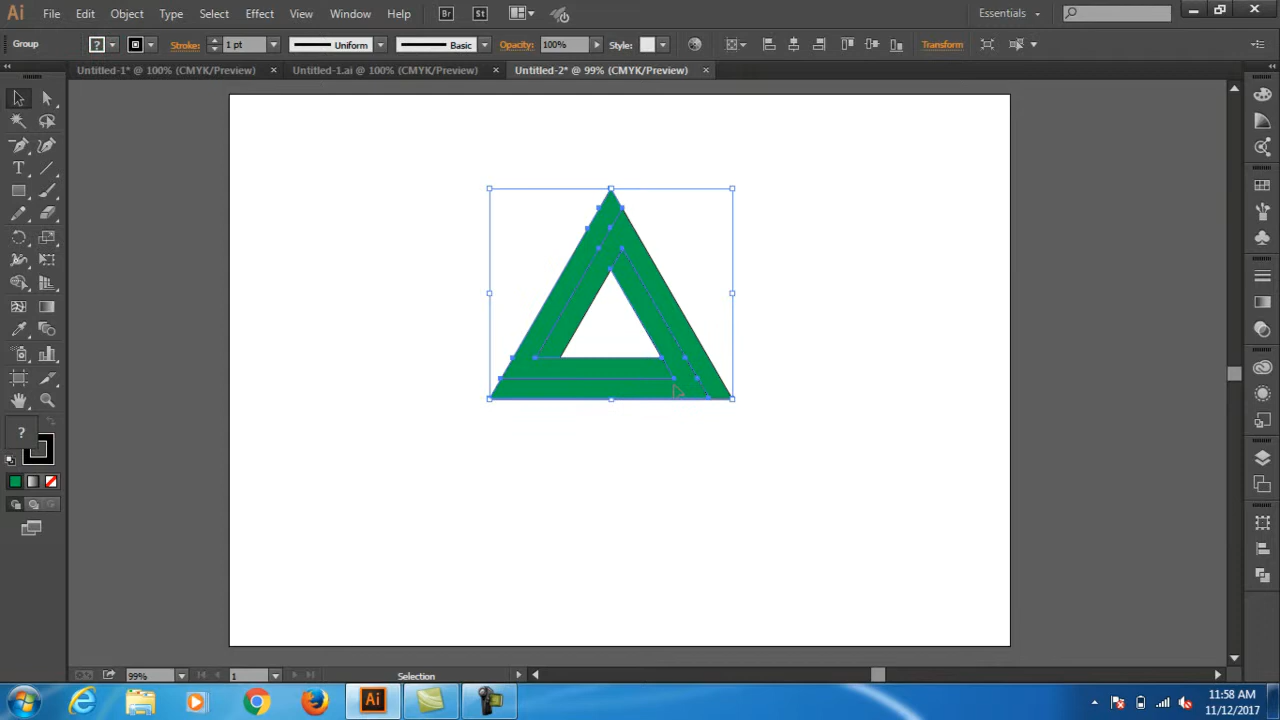 Ai File Edit Object Type Select Effect View Window Help Br St Essentials
Group ? Stroke: 1 pt Uniform Basic Opacity: 100% Style: Transform
Untitled-1* @ 100% (CMYK/Preview) × Untitled-1.ai @ 100% (CMYK/Preview) × Untitled-2* @ 99% (CMYK/Preview) ×
T
?
99% 1 Selection
Ai
11:58 AM
11/12/2017